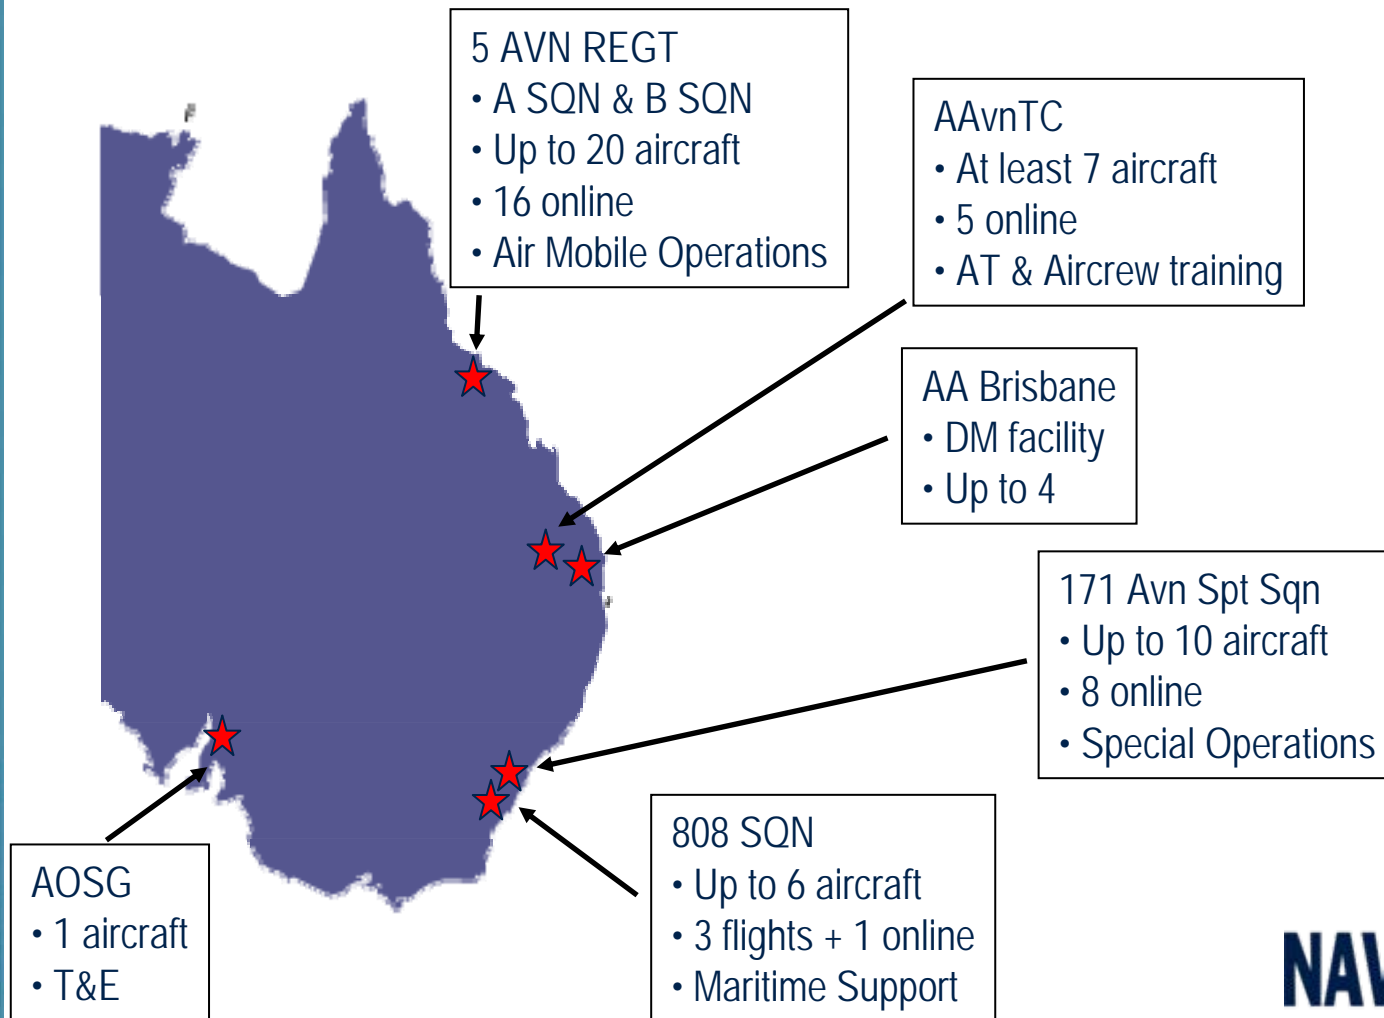 5 AVN REGT
• A SQN & B SQN
• Up to 20 aircraft
• 16 online
• Air Mobile Operations
AAvnTC
• At least 7 aircraft
• 5 online
• AT & Aircrew training
AA Brisbane
• DM facility
• Up to 4
171 Avn Spt Sqn
• Up to 10 aircraft
• 8 online
• Special Operations
808 SQN
• Up to 6 aircraft
• 3 flights + 1 online
• Maritime Support
AOSG
• 1 aircraft
• T&E